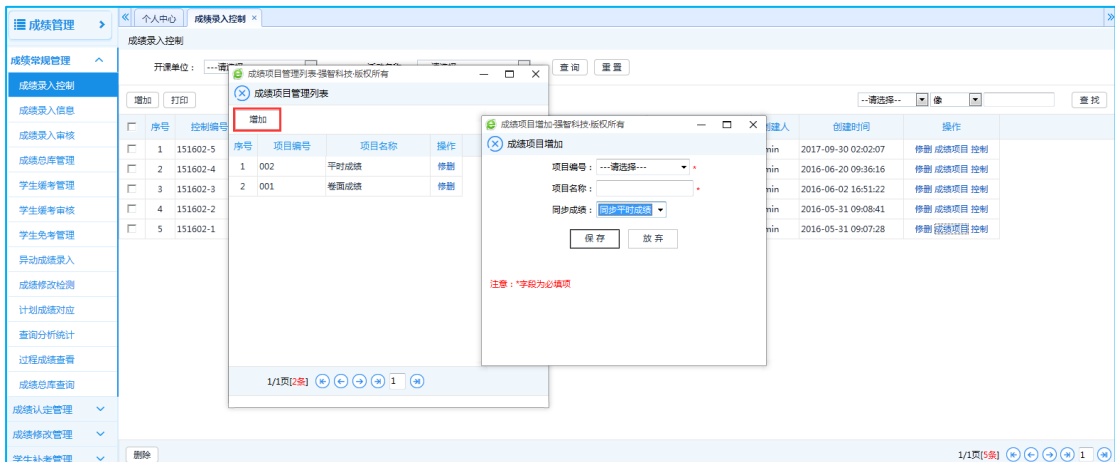 成绩管理
个人中心
成绩录入控制 ×
成绩录入控制
成绩常规管理
成绩录入控制
成绩录入信息
成绩录入审核
成绩总库管理
学生缓考管理
学生缓考审核
学生免考管理
异动成绩录入
成绩修改检测
计划成绩对应
查询分析统计
过程成绩查看
成绩总库查询
成绩认定管理
成绩修改管理
学生补考管理
开课单位：
查 询
重 置
增加
打印
--请选择--
像
查 找
序号 控制编号 创建时间 操作
1 151602-5 2017-09-30 02:02:07 修删 成绩项目 控制
2 151602-4 2016-06-20 09:36:16 修删 成绩项目 控制
3 151602-3 2016-06-02 16:51:22 修删 成绩项目 控制
4 151602-2 2016-05-31 09:08:41 修删 成绩项目 控制
5 151602-1 2016-05-31 09:07:28 修删 成绩项目 控制
成绩项目管理列表-强智科技·版权所有
成绩项目管理列表
增加
序号 项目编号 项目名称 操作
1 002 平时成绩 修删
2 001 卷面成绩 修删
1/1页[2条] 1
成绩项目增加-强智科技·版权所有
成绩项目增加
项目编号： ---请选择--- *
项目名称： *
同步成绩： 同步平时成绩
保 存
放 弃
注意：*字段为必填项
删除
1/1页[5条] 1